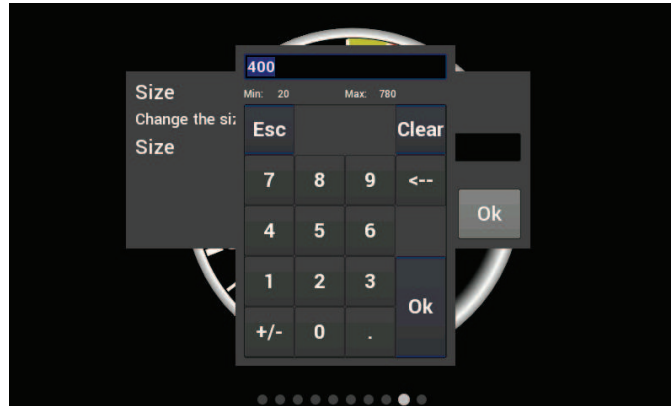 400
Min: 20 Max: 780
Size
Change the siz
Size
Esc Clear
7 8 9 <--
4 5 6
1 2 3
Ok
+/- 0 .
Ok